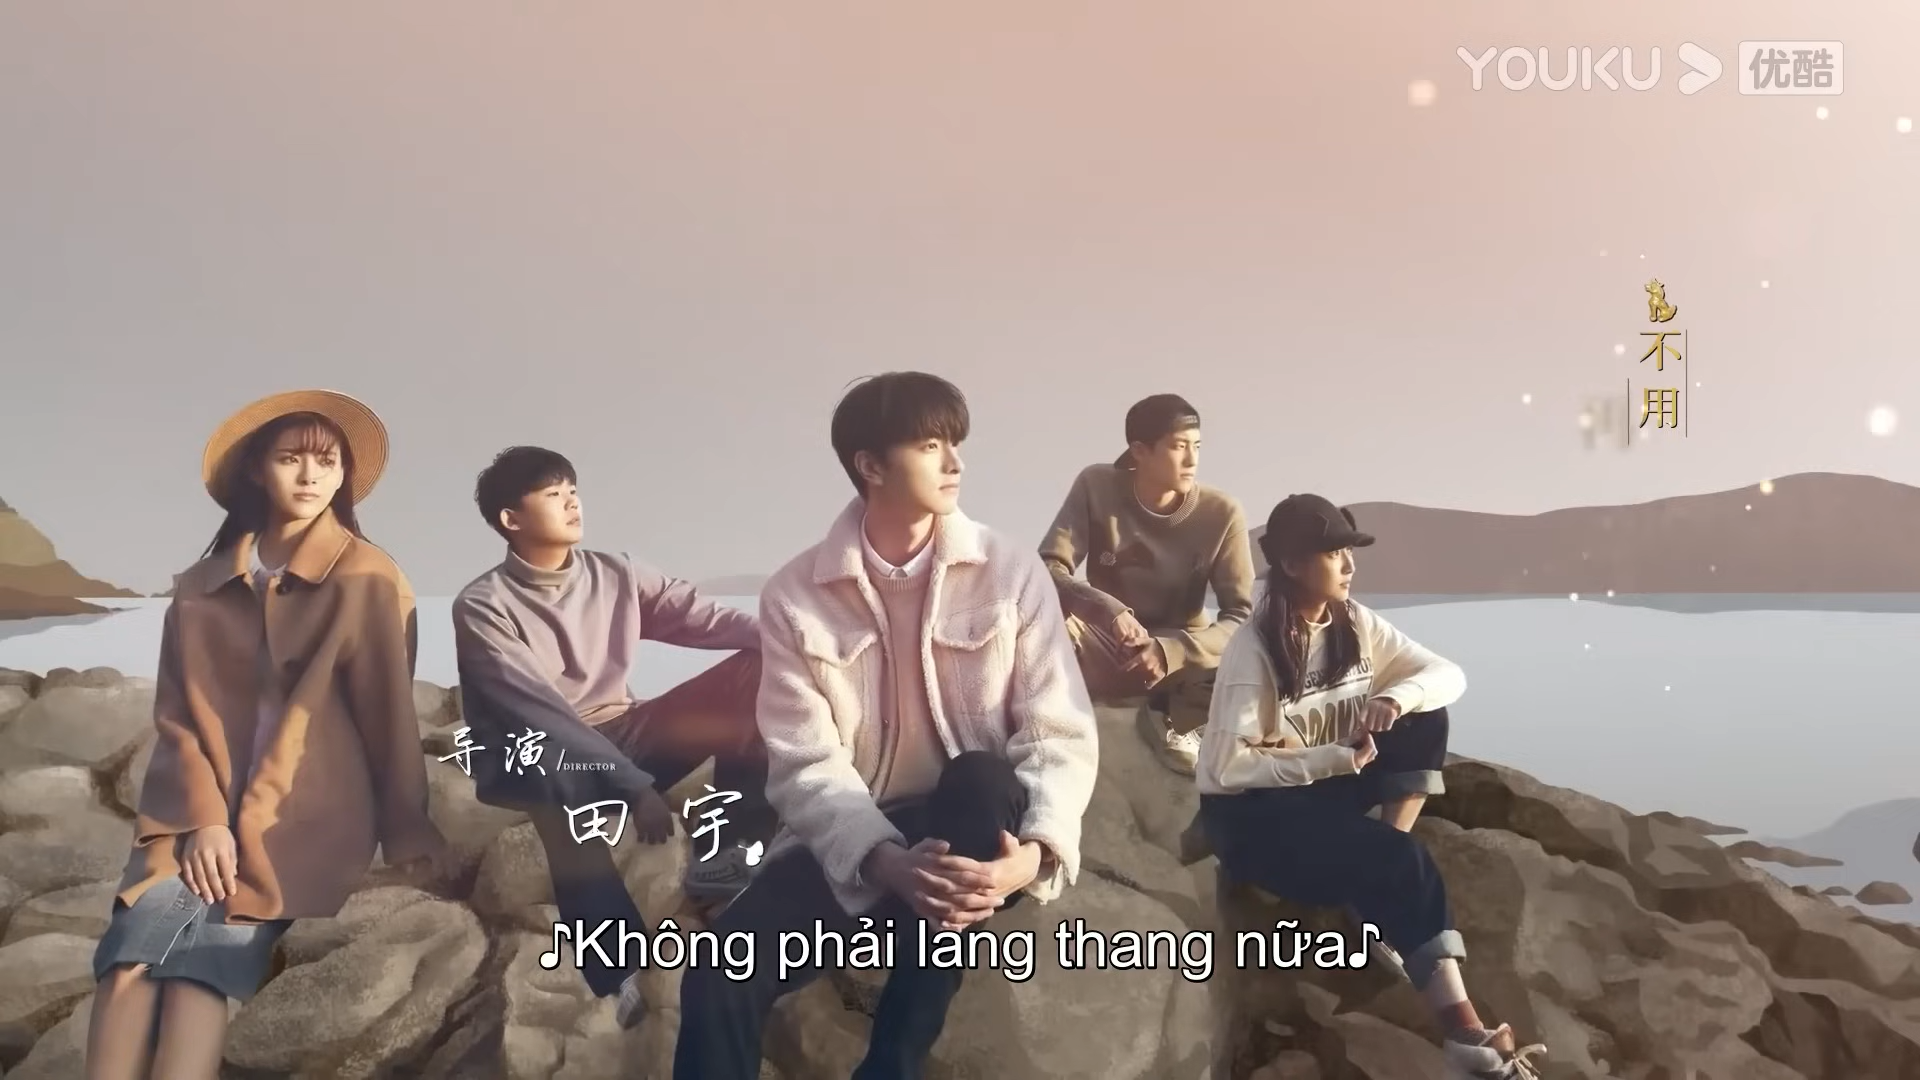 YOUKU 优酷
不用
导演/DIRECTOR
田宇
♪Không phải lang thang nữa♪